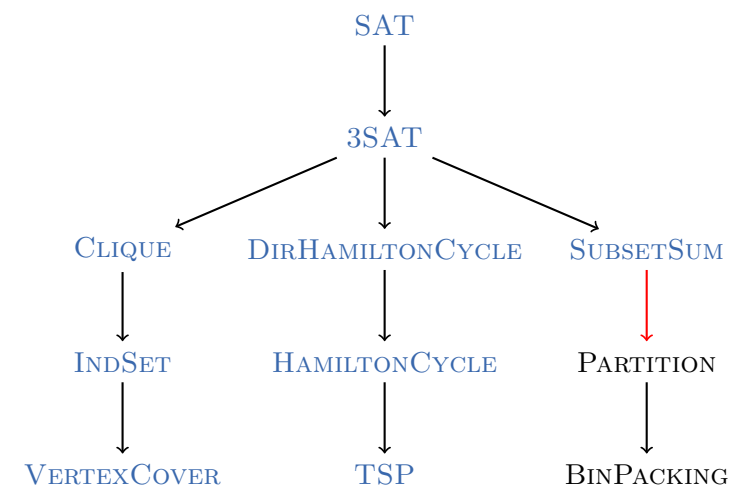 SAT
3SAT
CLIQUE DIRHAMILTONCYCLE SUBSETSUM
INDSET HAMILTONCYCLE PARTITION
VERTEXCOVER TSP BINPACKING